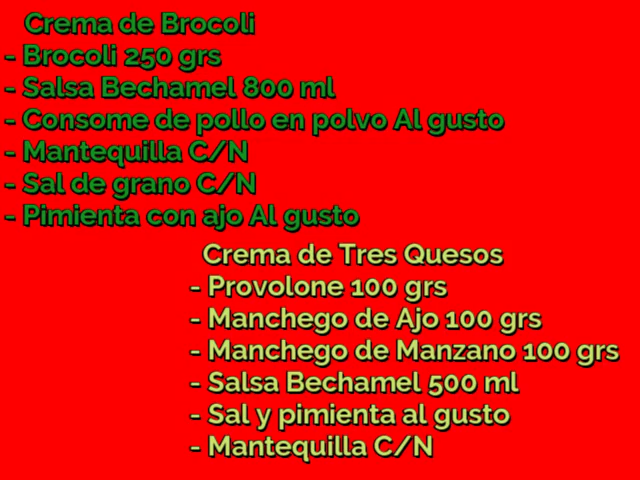 Crema de Brocoli
- Brocoli 250 grs
- Salsa Bechamel 800 ml
- Consome de pollo en polvo Al gusto
- Mantequilla C/N
- Sal de grano C/N
- Pimienta con ajo Al gusto
Crema de Tres Quesos
- Provolone 100 grs
- Manchego de Ajo 100 grs
- Manchego de Manzano 100 grs
- Salsa Bechamel 500 ml
- Sal y pimienta al gusto
- Mantequilla C/N